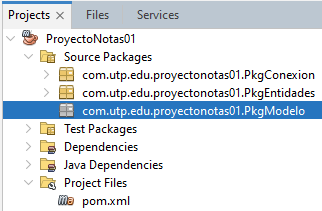 Projects × Files Services
ProyectoNotas01
Source Packages
com.utp.edu.proyectonotas01.PkgConexion
com.utp.edu.proyectonotas01.PkgEntidades
com.utp.edu.proyectonotas01.PkgModelo
Test Packages
Dependencies
Java Dependencies
Project Files
pom.xml